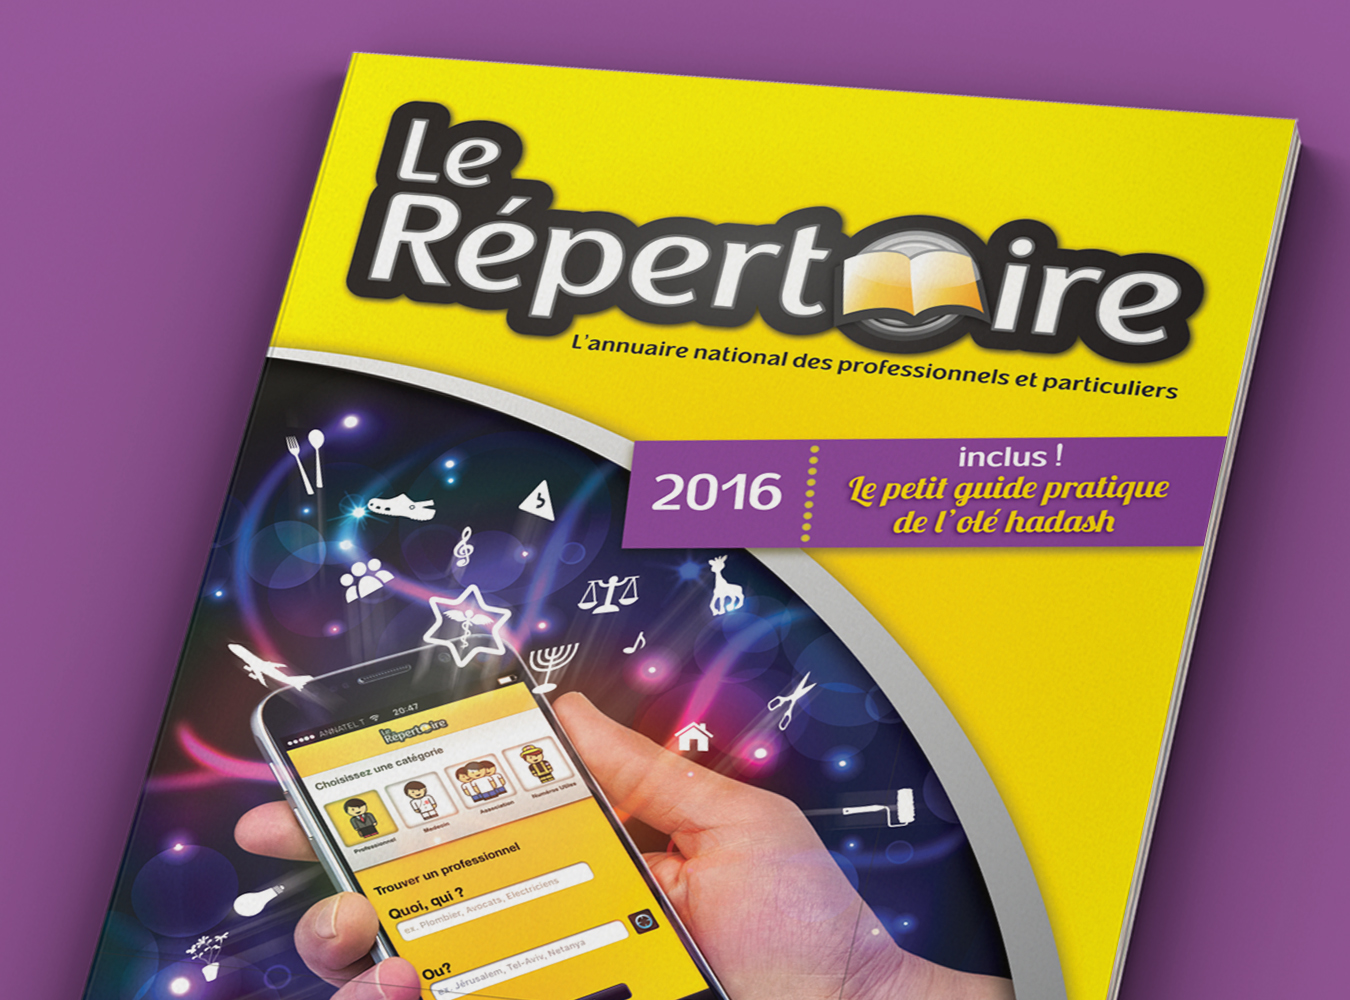 Le
Répertoire
L'annuaire national des professionnels et particuliers
2016
inclus !
Le petit guide pratique
de l'olé hadash
ANNATEL T
20:47
Le
Répertoire
Choisissez une catégorie
Professionnel
Medecin
Association
Numéros Utiles
Trouver un professionnel
Quoi, qui ?
ex. Plombier, Avocats, Electriciens
Ou?
ex. Jérusalem, Tel-Aviv, Netanya